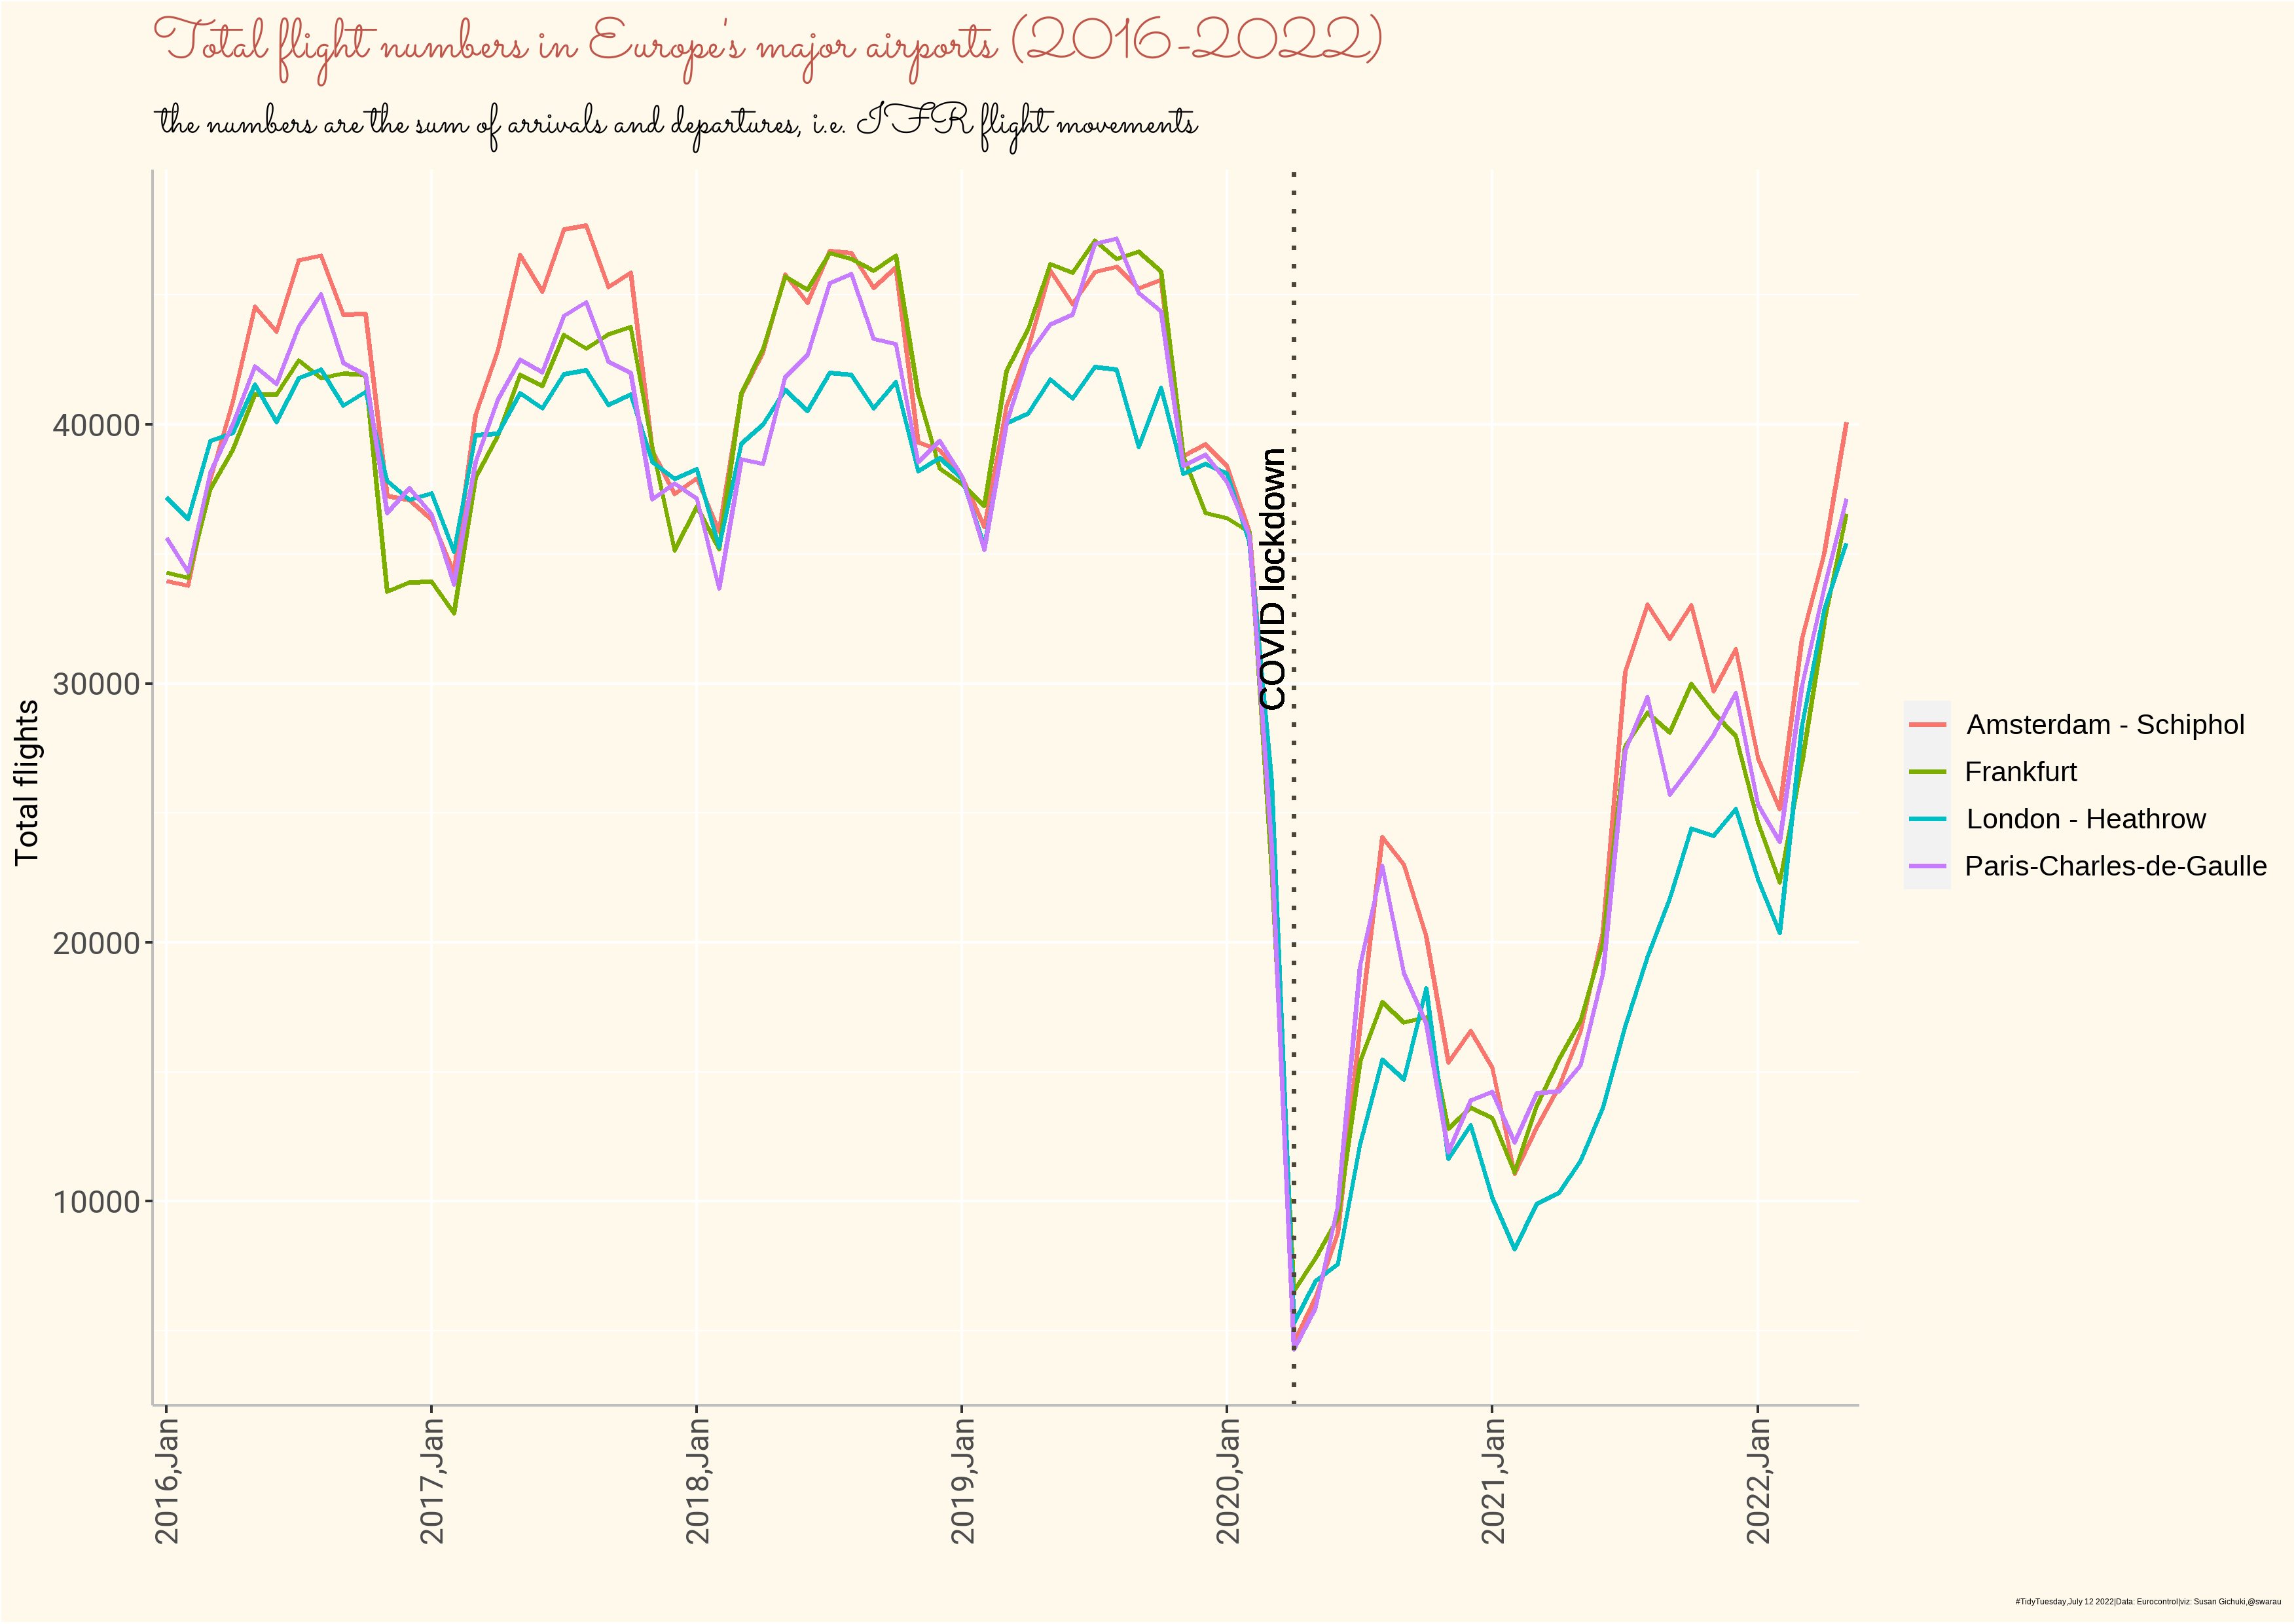 Total flight numbers in Europe's major airports (2016-2022)
the numbers are the sum of arrivals and departures, i.e. IFR flight movements
Total flights
40000
30000
20000
10000
COVID lockdown
2016,Jan
2017,Jan
2018,Jan
2019,Jan
2020,Jan
2021,Jan
2022,Jan
Amsterdam - Schiphol
Frankfurt
London - Heathrow
Paris-Charles-de-Gaulle
#TidyTuesday,July 12 2022|Data: Eurocontrol|viz: Susan Gichuki,@swarau